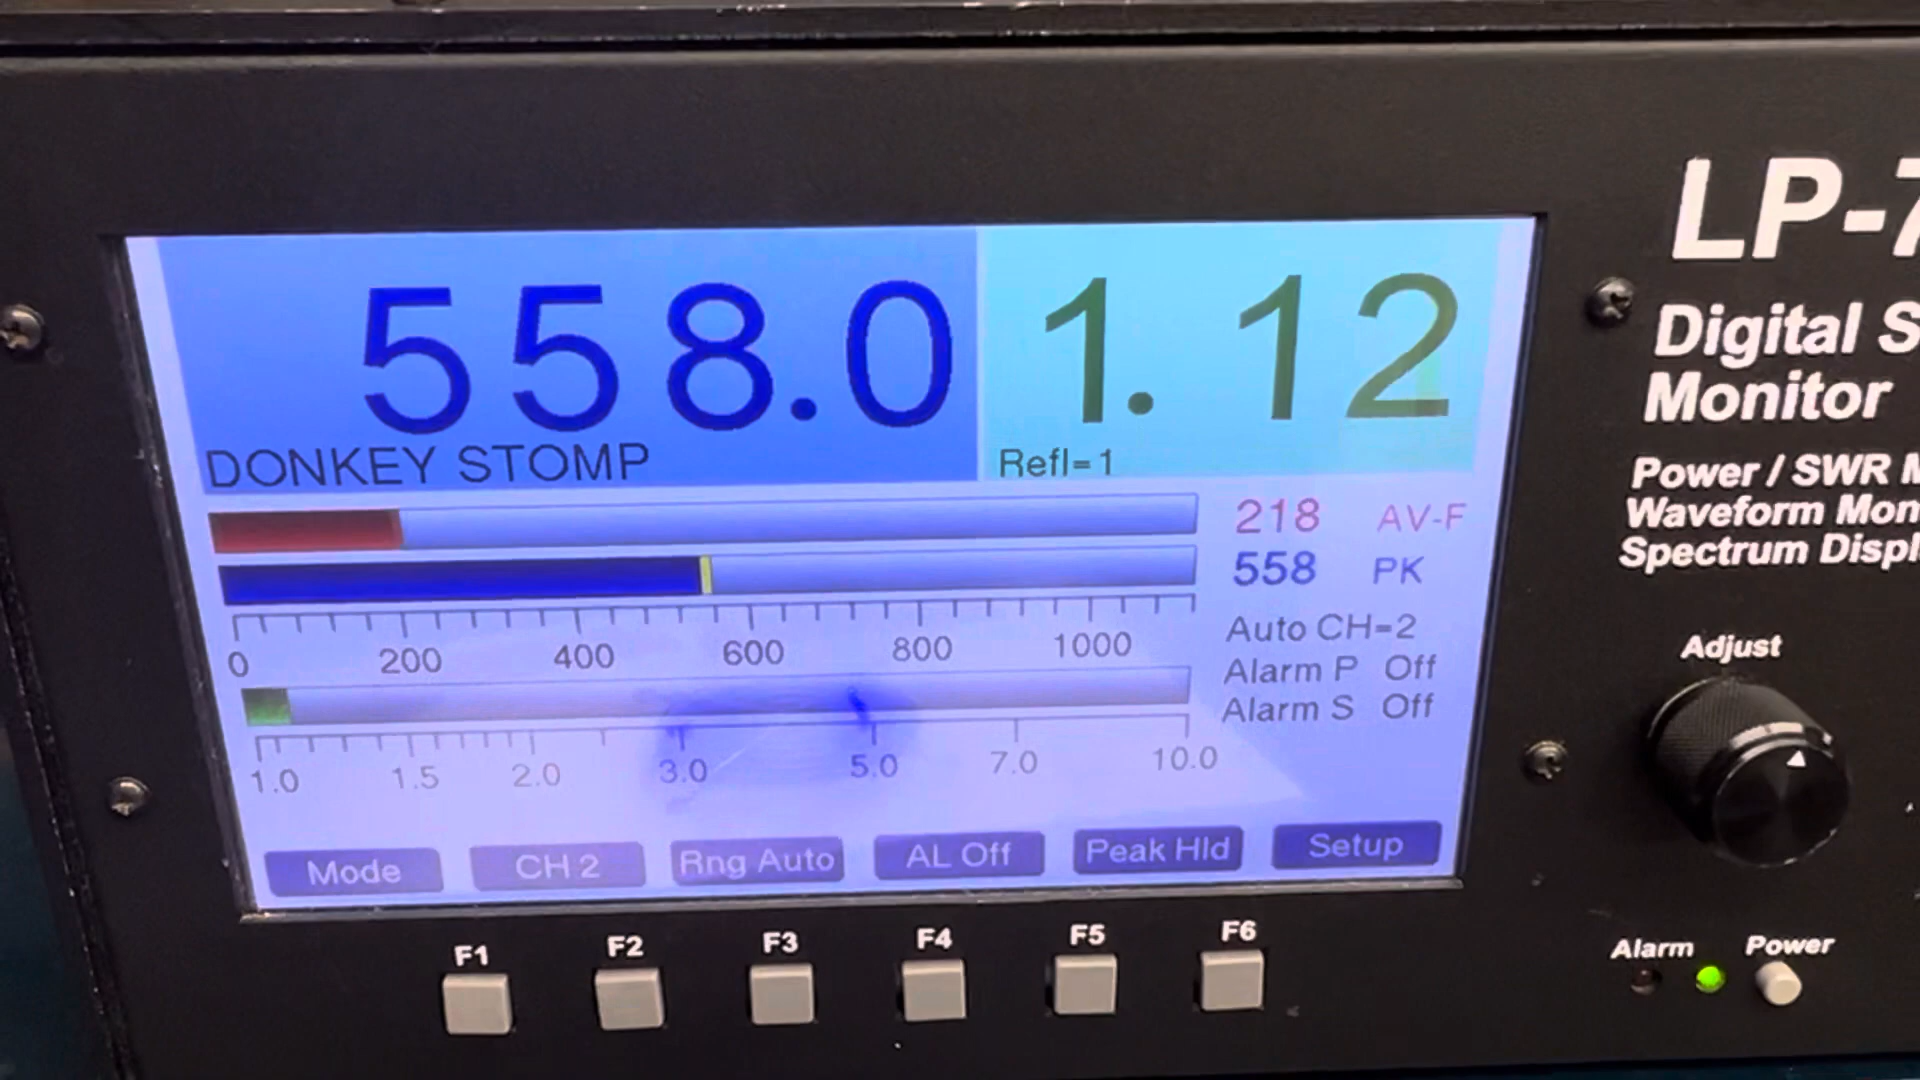 558.0
1.12
DONKEY STOMP
Refl=1
218 AV-F
558 PK
0 200 400 600 800 1000
Auto CH=2
Alarm P Off
Alarm S Off
1.0 1.5 2.0 3.0 5.0 7.0 10.0
Mode CH 2 Rng Auto AL Off Peak Hld Setup
F1 F2 F3 F4 F5 F6
LP-7
Digital S
Monitor
Power / SWR M
Waveform Mon
Spectrum Displ
Adjust
Alarm Power